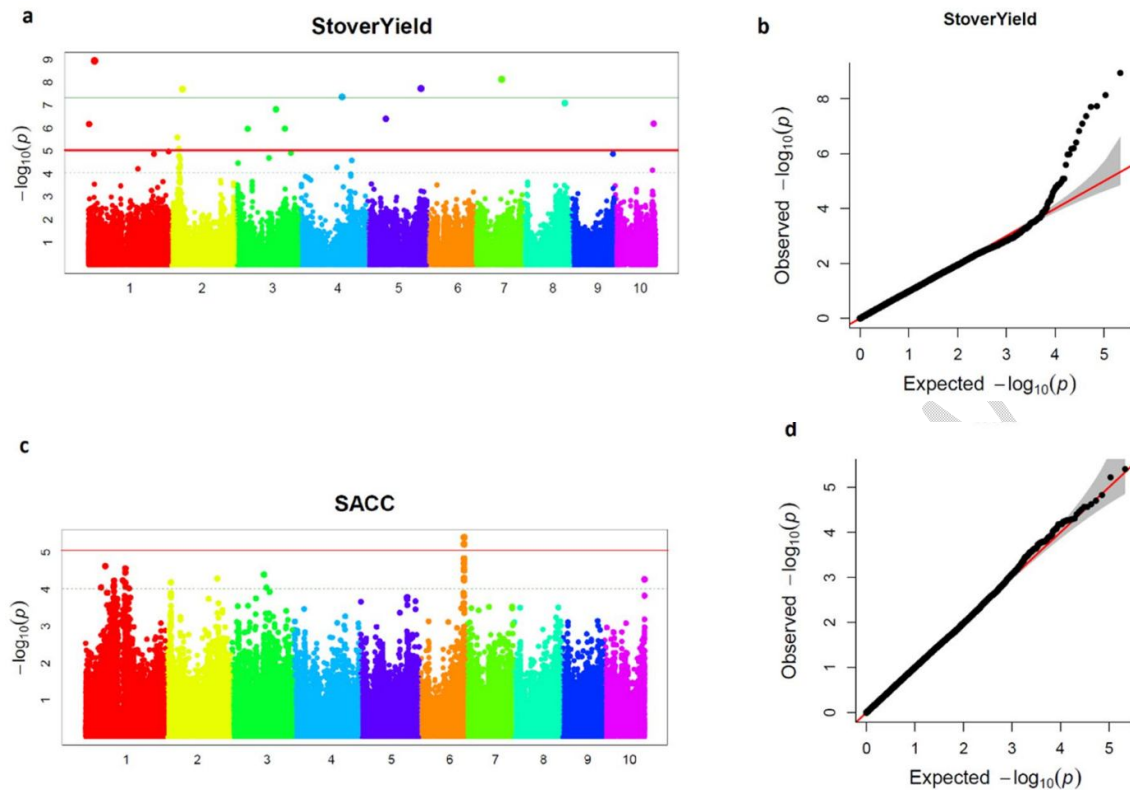 a
StoverYield
−log₁₀(p)
9
8
7
6
5
4
3
2
1
1 2 3 4 5 6 7 8 9 10
b
StoverYield
Observed −log₁₀(p)
8
6
4
2
0
0 1 2 3 4 5
Expected −log₁₀(p)
c
SACC
−log₁₀(p)
5
4
3
2
1
1 2 3 4 5 6 7 8 9 10
d
Observed −log₁₀(p)
5
4
3
2
1
0
0 1 2 3 4 5
Expected −log₁₀(p)